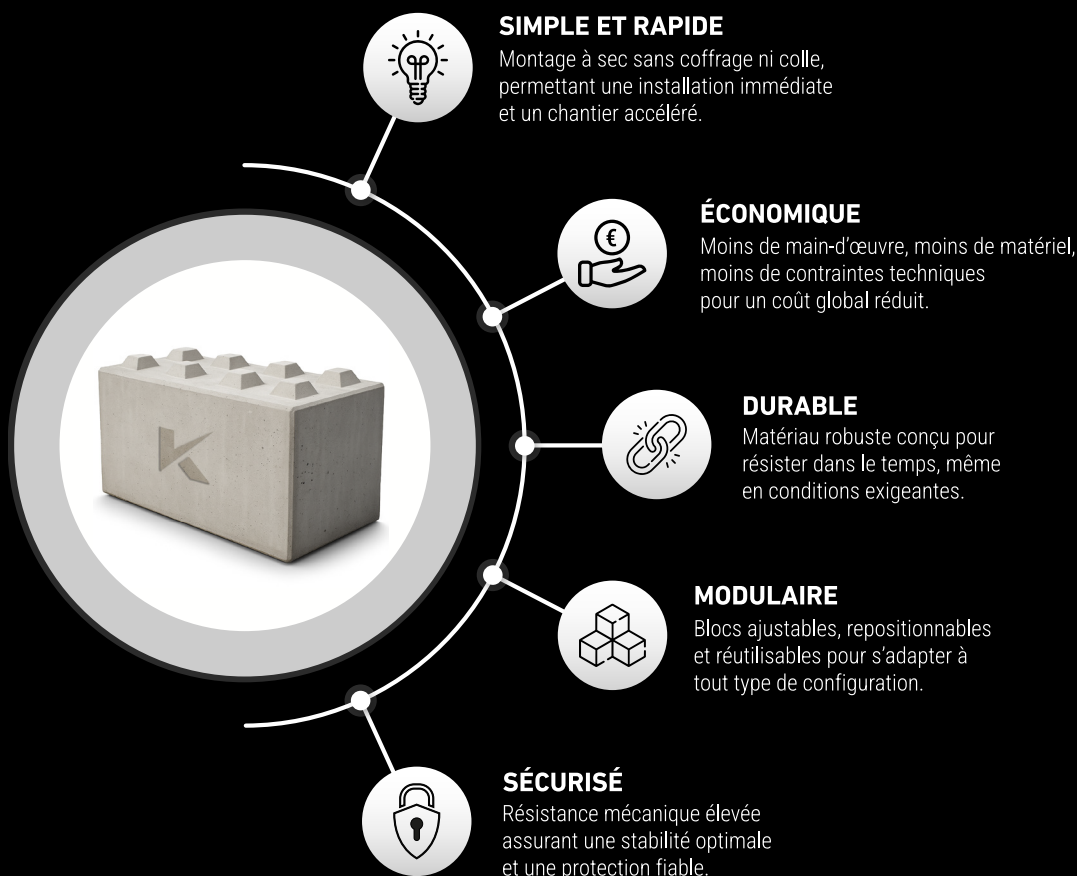 SIMPLE ET RAPIDE
Montage à sec sans coffrage ni colle,
permettant une installation immédiate
et un chantier accéléré.
ÉCONOMIQUE
Moins de main-d'œuvre, moins de matériel,
moins de contraintes techniques
pour un coût global réduit.
€
DURABLE
Matériau robuste conçu pour
résister dans le temps, même
en conditions exigeantes.
K
MODULAIRE
Blocs ajustables, repositionnables
et réutilisables pour s'adapter à
tout type de configuration.
SÉCURISÉ
Résistance mécanique élevée
assurant une stabilité optimale
et une protection fiable.